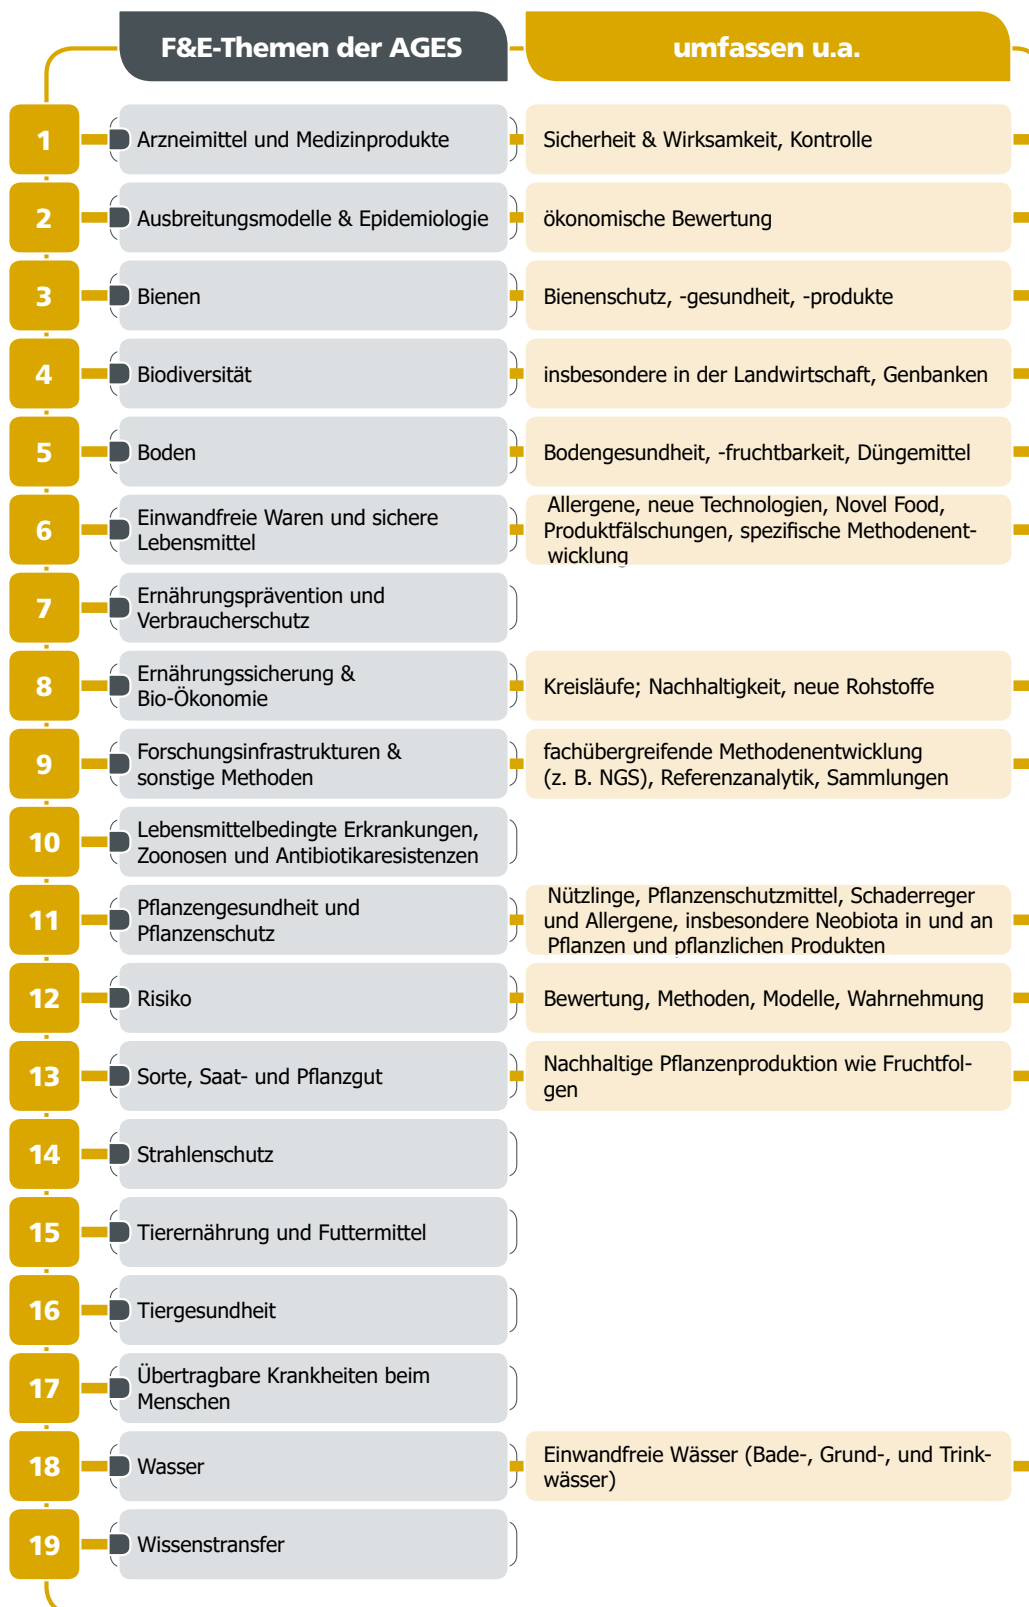 F&E-Themen der AGES
umfassen u.a.
1
Arzneimittel und Medizinprodukte
Sicherheit & Wirksamkeit, Kontrolle
2
Ausbreitungsmodelle & Epidemiologie
ökonomische Bewertung
3
Bienen
Bienenschutz, -gesundheit, -produkte
4
Biodiversität
insbesondere in der Landwirtschaft, Genbanken
5
Boden
Bodengesundheit, -fruchtbarkeit, Düngemittel
6
Einwandfreie Waren und sichere
Lebensmittel
Allergene, neue Technologien, Novel Food,
Produktfälschungen, spezifische Methodenent-
wicklung
7
Ernährungsprävention und
Verbraucherschutz
8
Ernährungssicherung &
Bio-Ökonomie
Kreisläufe; Nachhaltigkeit, neue Rohstoffe
9
Forschungsinfrastrukturen &
sonstige Methoden
fachübergreifende Methodenentwicklung
(z. B. NGS), Referenzanalytik, Sammlungen
10
Lebensmittelbedingte Erkrankungen,
Zoonosen und Antibiotikaresistenzen
11
Pflanzengesundheit und
Pflanzenschutz
Nützlinge, Pflanzenschutzmittel, Schaderreger
und Allergene, insbesondere Neobiota in und an
Pflanzen und pflanzlichen Produkten
12
Risiko
Bewertung, Methoden, Modelle, Wahrnehmung
13
Sorte, Saat- und Pflanzgut
Nachhaltige Pflanzenproduktion wie Fruchtfol-
gen
14
Strahlenschutz
15
Tierernährung und Futtermittel
16
Tiergesundheit
17
Übertragbare Krankheiten beim
Menschen
18
Wasser
Einwandfreie Wässer (Bade-, Grund-, und Trink-
wässer)
19
Wissenstransfer